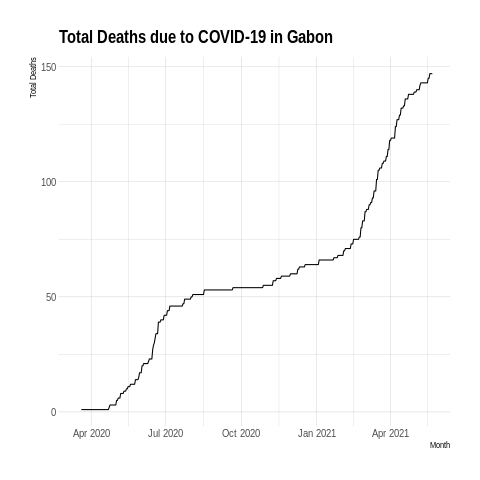 Total Deaths due to COVID-19 in Gabon
Total Deaths
150
100
50
0
Apr 2020 Jul 2020 Oct 2020 Jan 2021 Apr 2021
Month